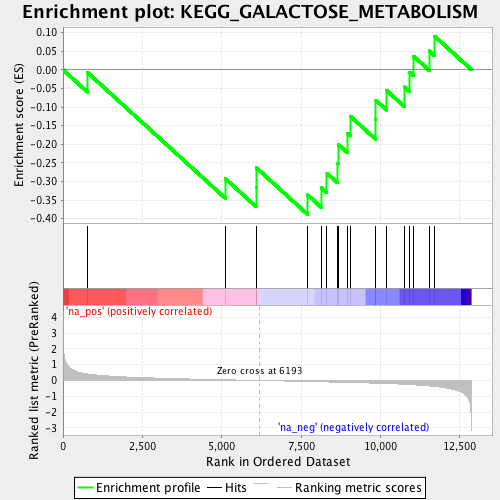 Enrichment plot: KEGG_GALACTOSE_METABOLISM
Enrichment score (ES)
0.10
0.05
0.00
-0.05
-0.10
-0.15
-0.20
-0.25
-0.30
-0.35
-0.40
'na_pos' (positively correlated)
Ranked list metric (PreRanked)
4
3
2
1
0
-1
-2
-3
Zero cross at 6193
'na_neg' (negatively correlated)
0 2,500 5,000 7,500 10,000 12,500
Rank in Ordered Dataset
Enrichment profile Hits Ranking metric scores